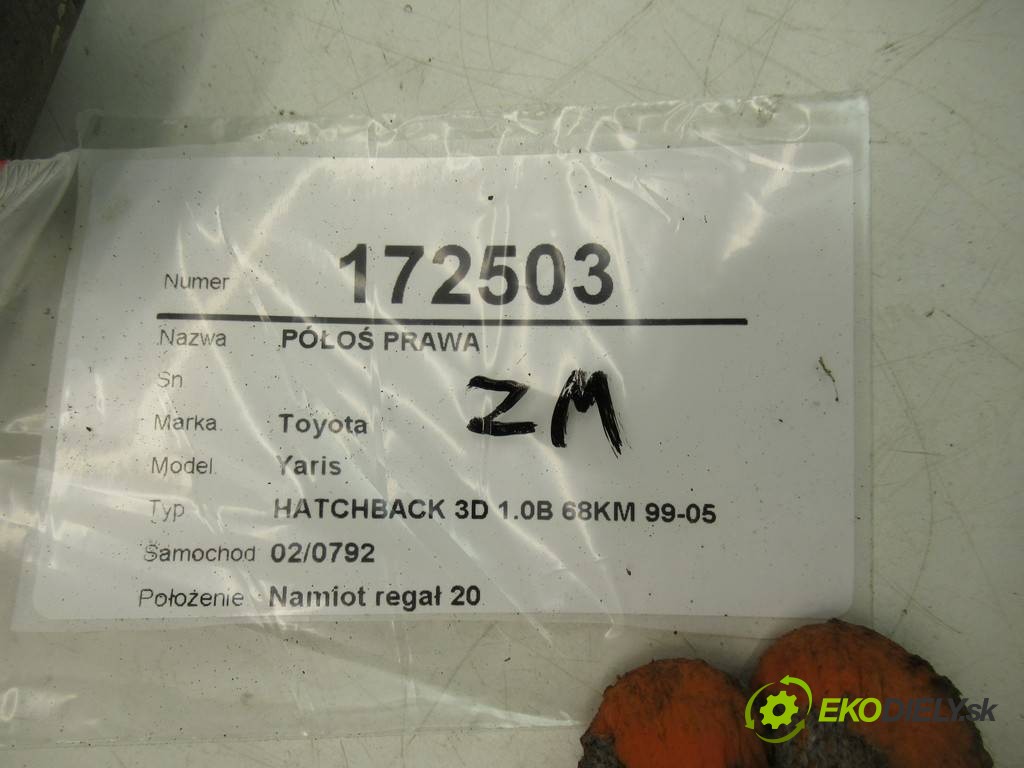 Numer 172503
Nazwa PÓŁOŚ PRAWA
Sn
ZM
Marka Toyota
Model Yaris
Typ HATCHBACK 3D 1.0B 68KM 99-05
Samochod 02/0792
Położenie Namiot regał 20
EKODIELY.sk